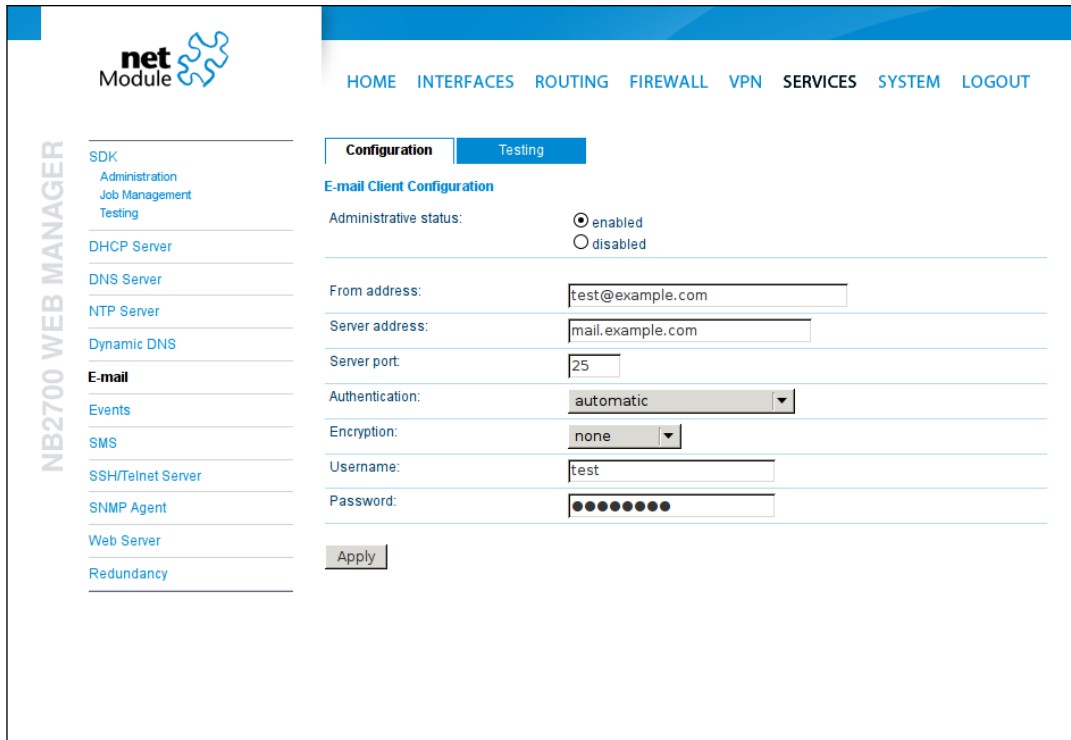 net
Module
HOME INTERFACES ROUTING FIREWALL VPN SERVICES SYSTEM LOGOUT
NB2700 WEB MANAGER
SDK
Administration
Job Management
Testing
DHCP Server
DNS Server
NTP Server
Dynamic DNS
E-mail
Events
SMS
SSH/Telnet Server
SNMP Agent
Web Server
Redundancy
Configuration Testing
E-mail Client Configuration
Administrative status: enabled
disabled
From address: test@example.com
Server address: mail.example.com
Server port: 25
Authentication: automatic
Encryption: none
Username: test
Password: ●●●●●●●●
Apply